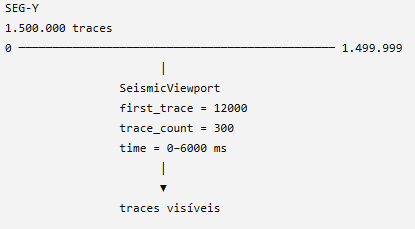 SEG-Y
1.500.000 traces
0 ─────────────────────────────────────────────── 1.499.999
│
SeismicViewport
first_trace = 12000
trace_count = 300
time = 0–6000 ms
│
▼
traces visíveis